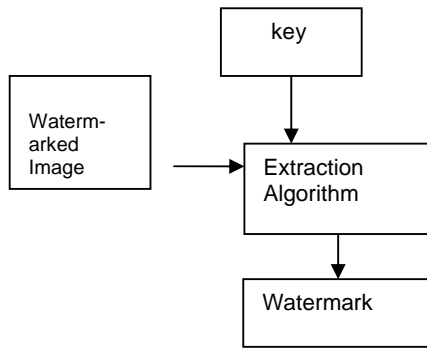 key
Waterm-
arked
Image
Extraction
Algorithm
Watermark